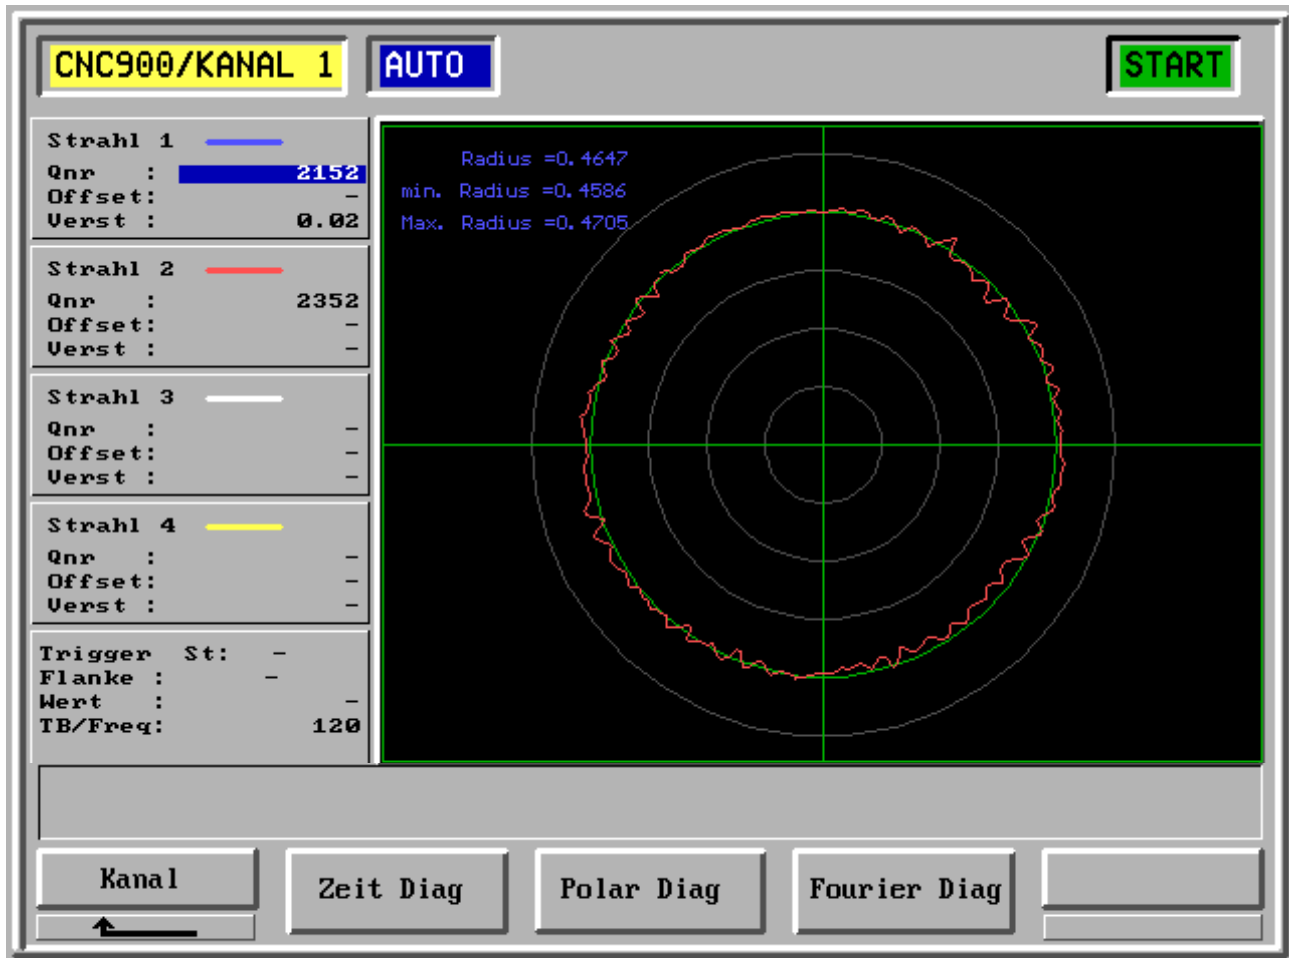 CNC900/KANAL 1 AUTO START
Strahl 1
Qnr : 2152
Offset: -
Verst : 0.02
Strahl 2
Qnr : 2352
Offset: -
Verst : -
Strahl 3
Qnr : -
Offset: -
Verst : -
Strahl 4
Qnr : -
Offset: -
Verst : -
Trigger St: -
Flanke : -
Wert : -
TB/Freq: 120
Radius =0.4647
min. Radius =0.4586
Max. Radius =0.4705
Kanal Zeit Diag Polar Diag Fourier Diag